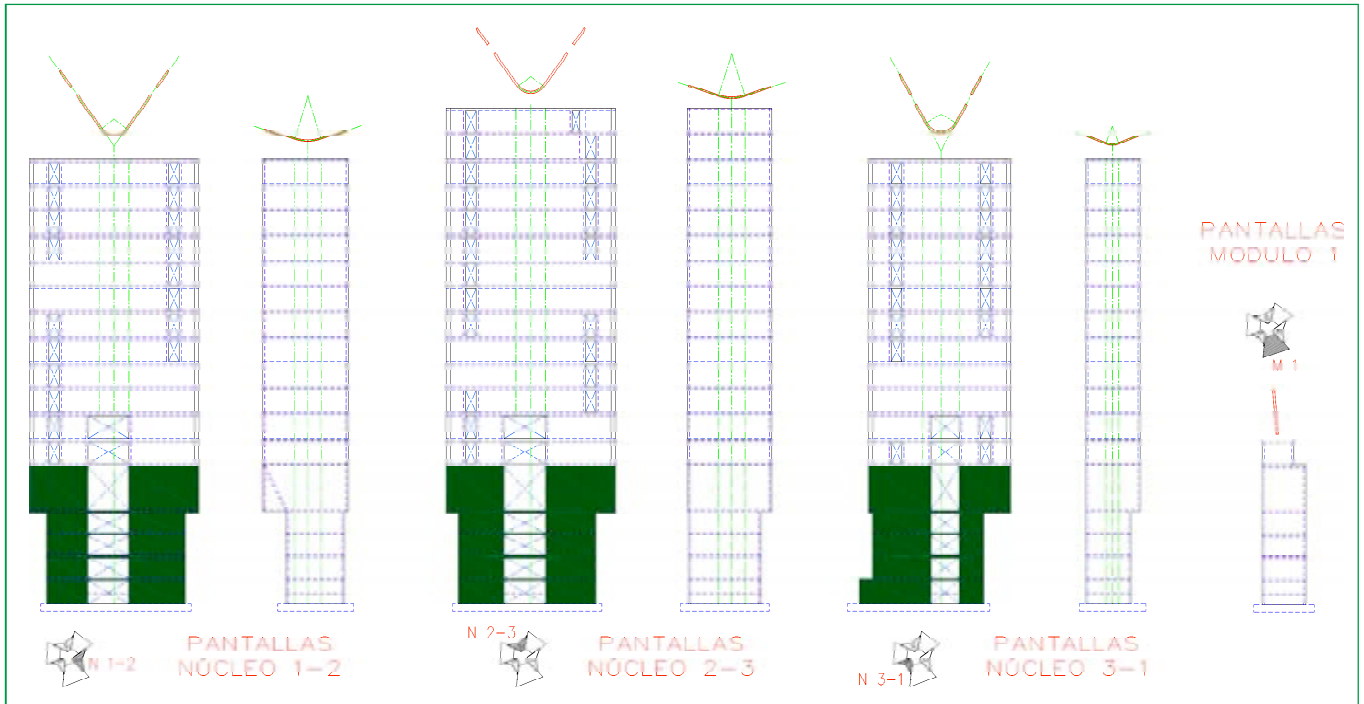 PANTALLAS
MODULO 1
M 1
N 1-2
PANTALLAS
NÚCLEO 1-2
N 2-3
PANTALLAS
NÚCLEO 2-3
N 3-1
PANTALLAS
NÚCLEO 3-1